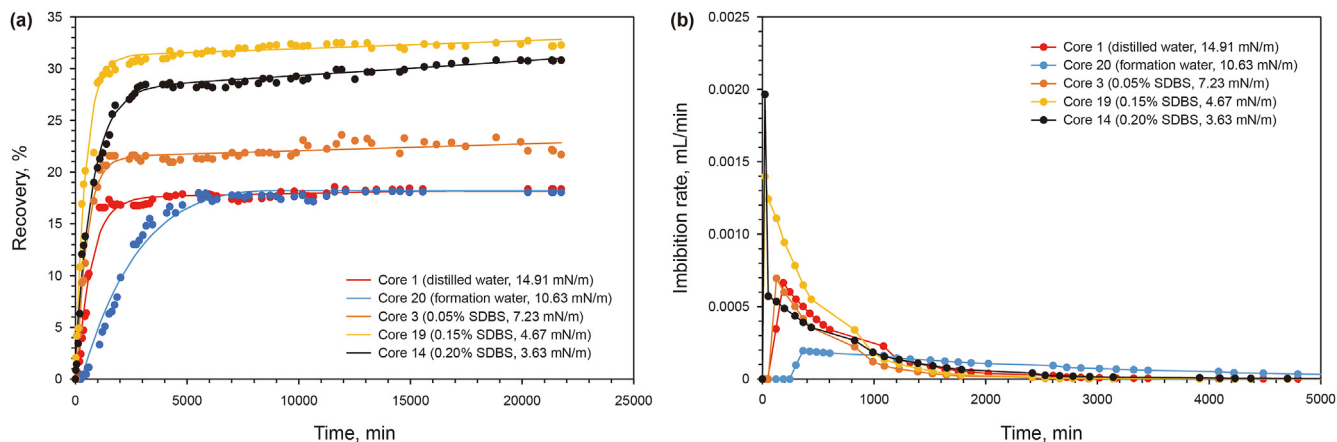 (a)
35
30
25
20
15
10
5
0
Recovery, %
0 5000 10000 15000 20000 25000
Time, min
Core 1 (distilled water, 14.91 mN/m)
Core 20 (formation water, 10.63 mN/m)
Core 3 (0.05% SDBS, 7.23 mN/m)
Core 19 (0.15% SDBS, 4.67 mN/m)
Core 14 (0.20% SDBS, 3.63 mN/m)
(b)
0.0025
0.0020
0.0015
0.0010
0.0005
0
Imbibition rate, mL/min
0 1000 2000 3000 4000 5000
Time, min
Core 1 (distilled water, 14.91 mN/m)
Core 20 (formation water, 10.63 mN/m)
Core 3 (0.05% SDBS, 7.23 mN/m)
Core 19 (0.15% SDBS, 4.67 mN/m)
Core 14 (0.20% SDBS, 3.63 mN/m)